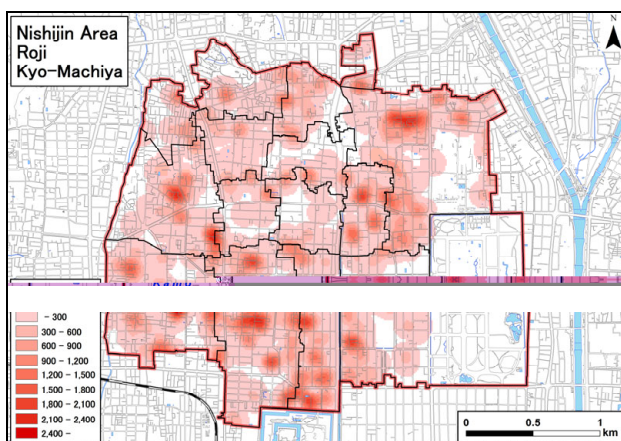 Nishijin Area
Roji
Kyo-Machiya
N
- 300
300 - 600
600 - 900
900 - 1,200
1,200 - 1,500
1.500 - 1.800
1,800 - 2,100
2,100 - 2,400
2,400 -
0 0.5 1
km